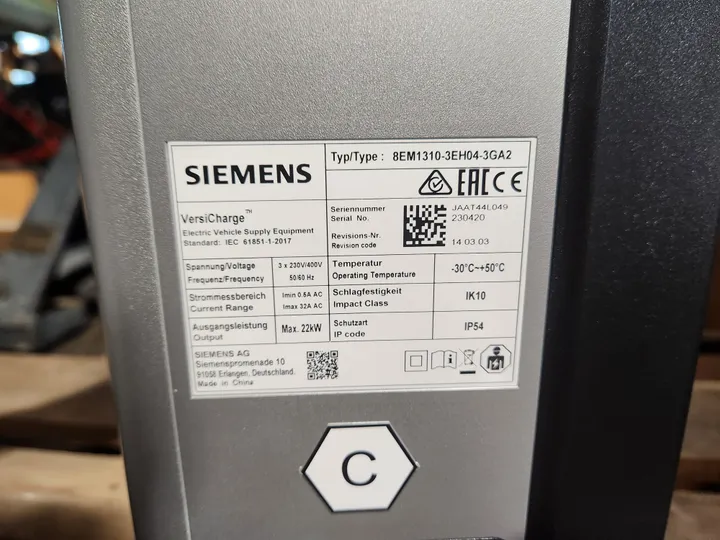 SIEMENS
Typ/Type : 8EM1310-3EH04-3GA2
EAC CE
VersiCharge™
Electric Vehicle Supply Equipment
Standard: IEC 61851-1-2017
Seriennummer
Serial No.
JAAT44L049
230420
Revisions-Nr.
Revision code
14.03.03
Spannung/Voltage
3 x 230V/400V
Frequenz/Frequency
50/60 Hz
Temperatur
Operating Temperature
-30°C~+50°C
Strommessbereich
Current Range
Imin 0.8A AC
Imax 32A AC
Schlagfestigkeit
Impact Class
IK10
Ausgangsleistung
Output
Max. 22kW
Schutzart
IP code
IP54
SIEMENS AG
Siemenspromenade 10
91058 Erlangen, Deutschland.
Made in China
C